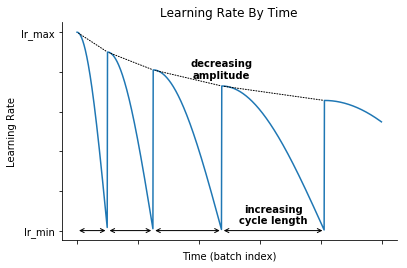 Learning Rate By Time
lr_max
decreasing
amplitude
Learning Rate
increasing
cycle length
lr_min
Time (batch index)